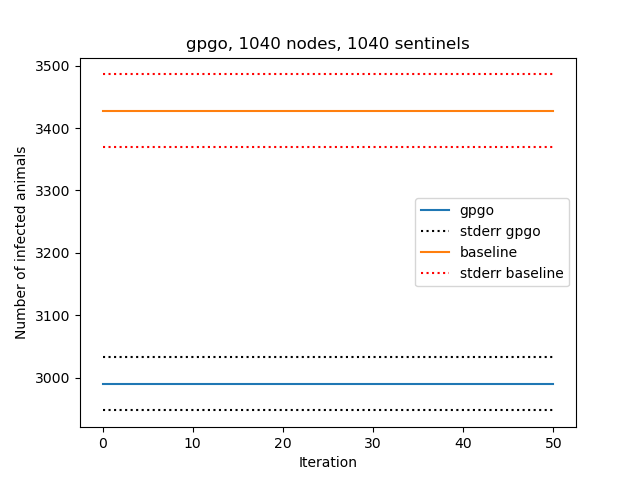 gpgo, 1040 nodes, 1040 sentinels
Number of infected animals
3500
3400
3300
3200
3100
3000
gpgo
stderr gpgo
baseline
stderr baseline
0 10 20 30 40 50
Iteration